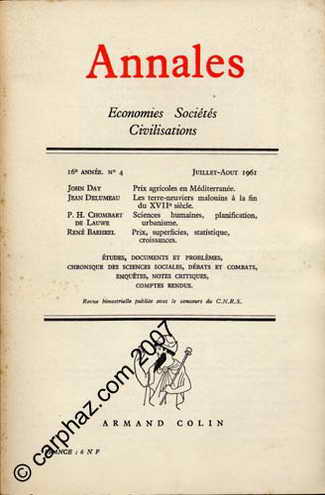 Annales
Economies Sociétés
Civilisations
16e ANNÉE. N° 4 JUILLET-AOUT 1961
JOHN DAY Prix agricoles en Méditerranée.
JEAN DELUMEAU Les terre-neuviers malouins à la fin
du XVIIe siècle.
P. H. CHOMBART Sciences humaines, planification,
DE LAUWE urbanisme.
RENÉ BAEHREL Prix, superficies, statistique,
croissances.
ÉTUDES, DOCUMENTS ET PROBLÈMES,
CHRONIQUE DES SCIENCES SOCIALES, DÉBATS ET COMBATS,
ENQUÊTES, NOTES CRITIQUES,
COMPTES RENDUS.
Revue bimestrielle publiée avec le concours du C.N.R.S.
ARMAND COLIN
: 6 N F
© carphaz.com 2007